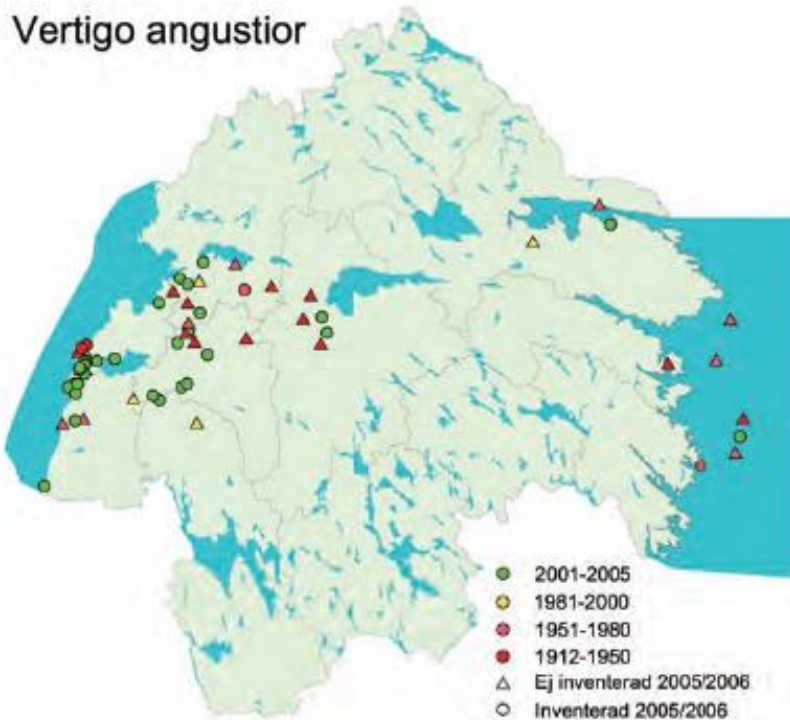 Vertigo angustior
2001-2005
1981-2000
1951-1980
1912-1950
Ej inventerad 2005/2006
Inventerad 2005/2006